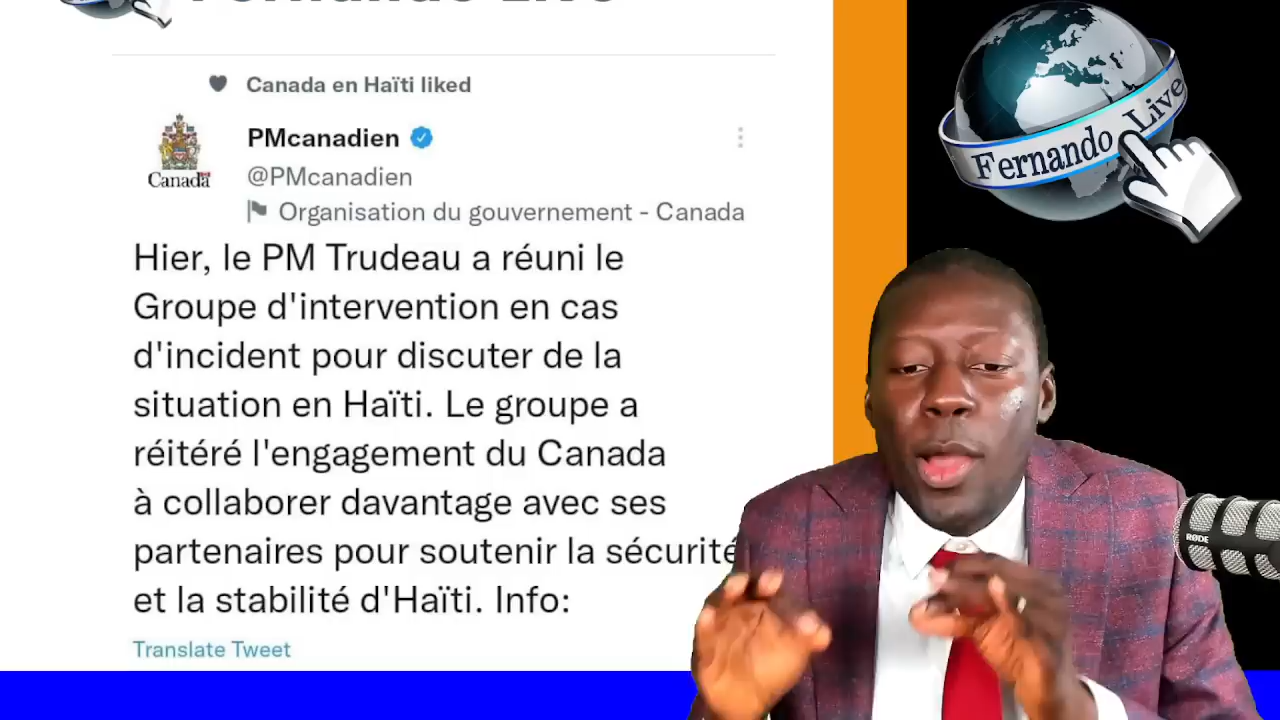 Fernando Live
Canada en Haïti liked
PMcanadien
@PMcanadien
Canada
Organisation du gouvernement - Canada
Hier, le PM Trudeau a réuni le
Groupe d'intervention en cas
d'incident pour discuter de la
situation en Haïti. Le groupe a
réitéré l'engagement du Canada
à collaborer davantage avec ses
partenaires pour soutenir la sécurité
et la stabilité d'Haïti. Info:
Translate Tweet
Fernando Live
RØDE